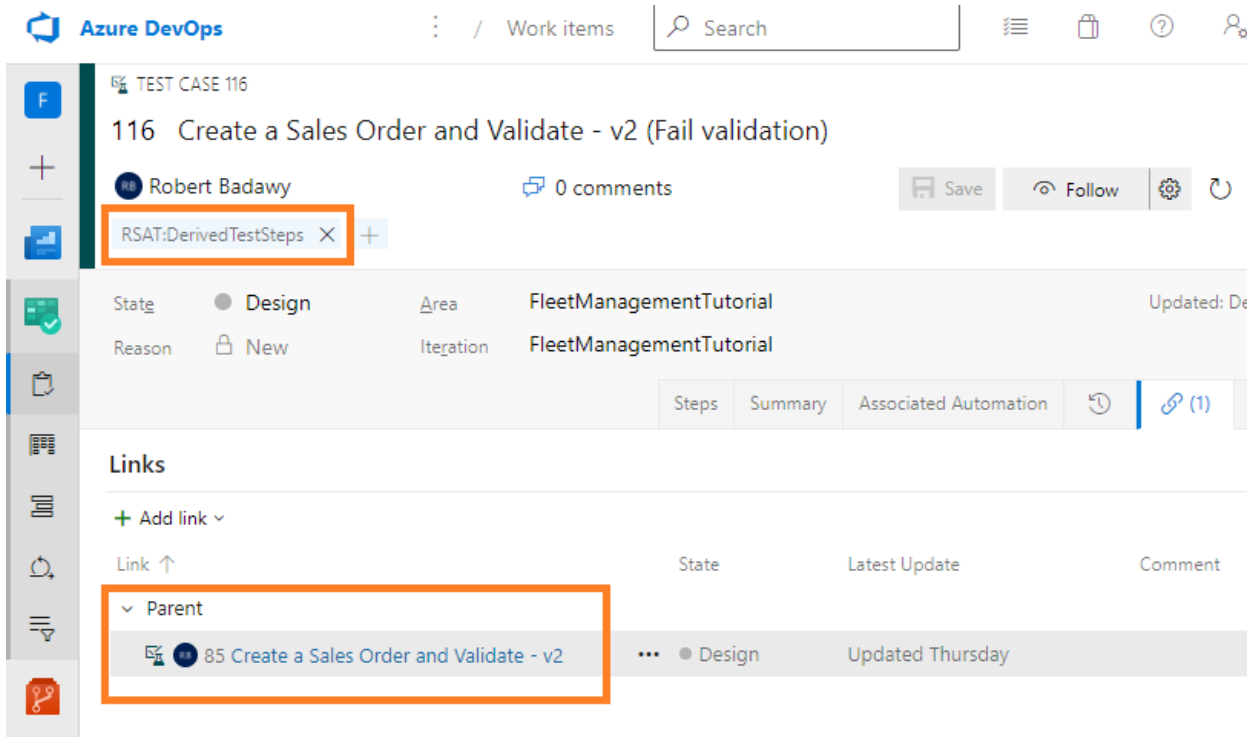 Azure DevOps
/ Work items
Search
F
TEST CASE 116
116 Create a Sales Order and Validate - v2 (Fail validation)
RB Robert Badawy
0 comments
Save
Follow
RSAT:DerivedTestSteps
State
Design
Area
FleetManagementTutorial
Updated: De
Reason
New
Iteration
FleetManagementTutorial
Steps
Summary
Associated Automation
(1)
Links
+ Add link
Link ↑
State
Latest Update
Comment
Parent
RB 85 Create a Sales Order and Validate - v2
Design
Updated Thursday